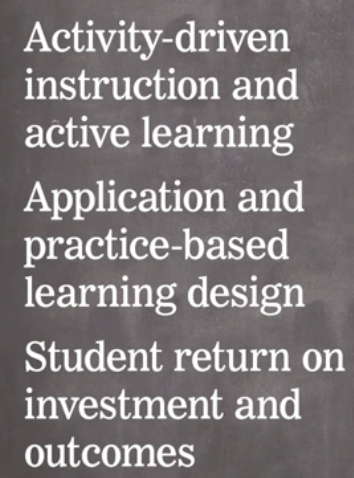 Activity-driven
instruction and
active learning
Application and
practice-based
learning design
Student return on
investment and
outcomes